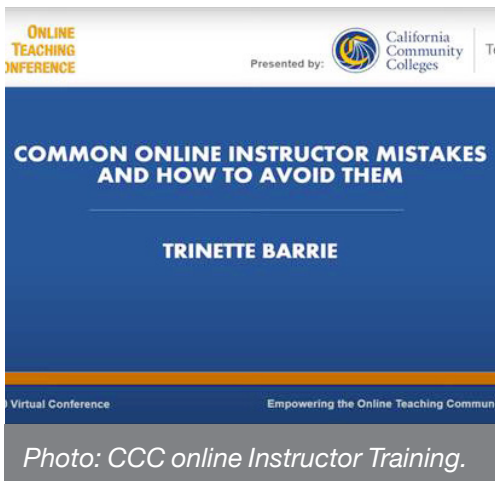 ONLINE
TEACHING
ONFERENCE
Presented by:
California
Community
Colleges
COMMON ONLINE INSTRUCTOR MISTAKES
AND HOW TO AVOID THEM
TRINETTE BARRIE
Virtual Conference
Empowering the Online Teaching Commun
Photo: CCC online Instructor Training.